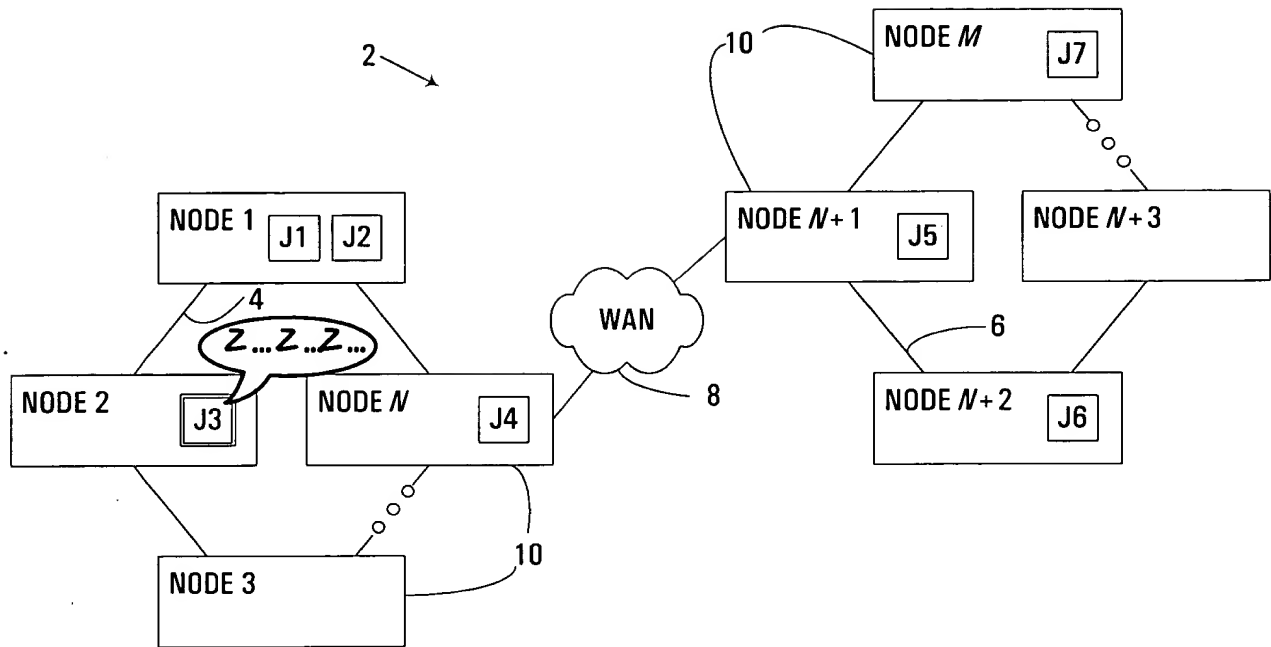 2
10
NODE M
J7
NODE 1
J1 J2
NODE N+1
J5
NODE N+3
4
Z...Z..Z...
WAN
6
NODE 2
J3
NODE N
J4
8
NODE N+2
J6
10
NODE 3